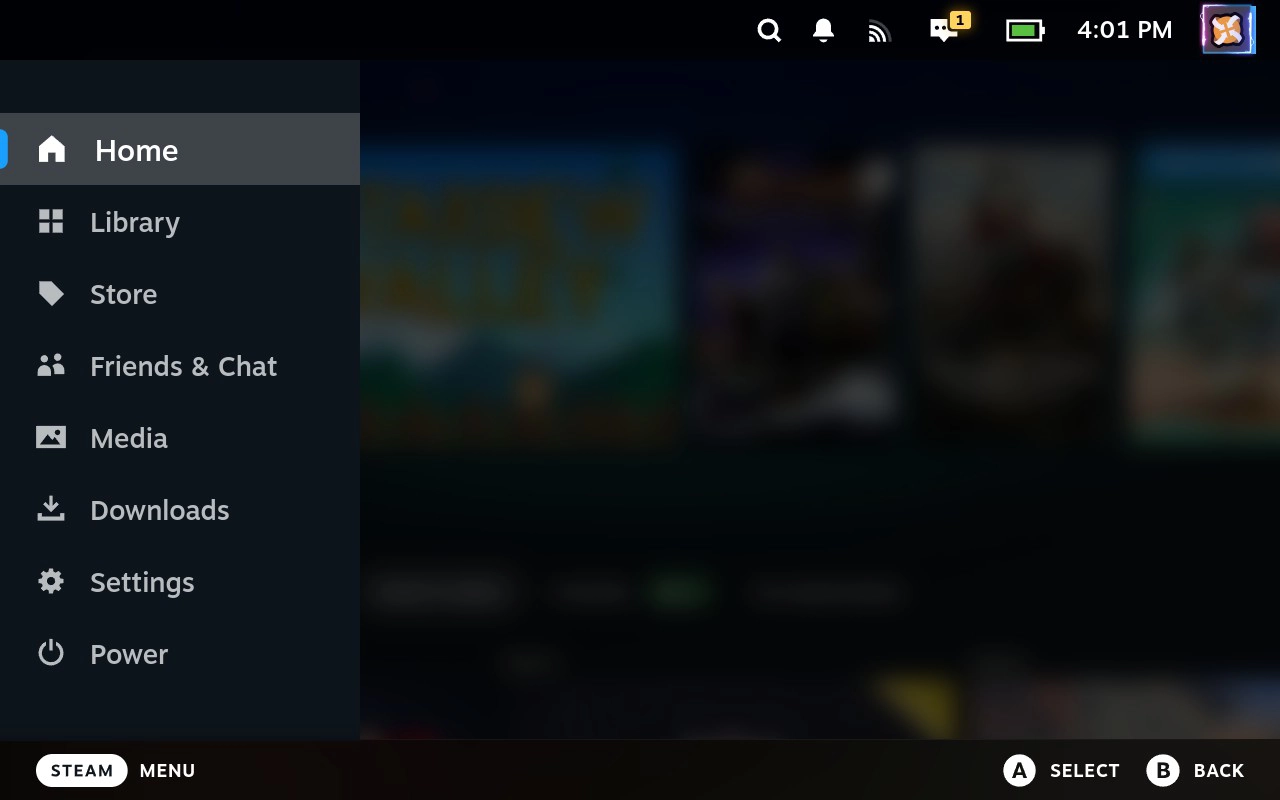 1
4:01 PM
Home
Library
Store
Friends & Chat
Media
Downloads
Settings
Power
STEAM MENU
A SELECT B BACK